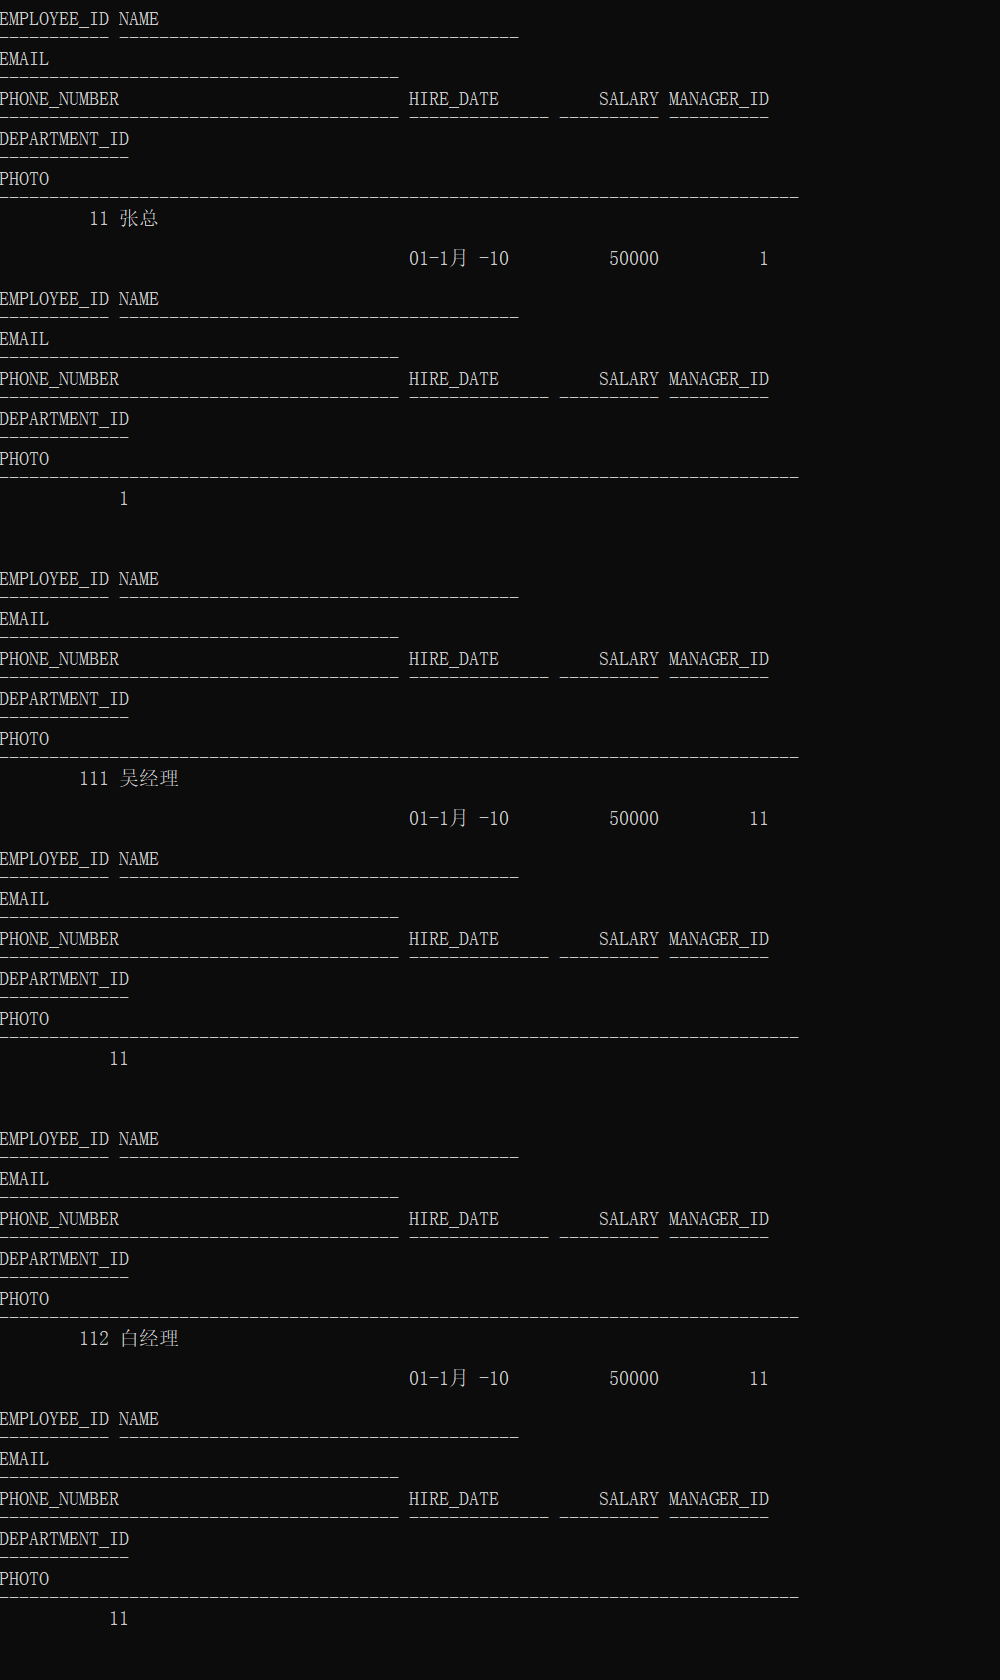 EMPLOYEE_ID NAME
----------- ----------------------------------------
EMAIL
----------------------------------------
PHONE_NUMBER                             HIRE_DATE          SALARY MANAGER_ID
---------------------------------------- -------------- ---------- ----------
DEPARTMENT_ID
-------------
PHOTO
--------------------------------------------------------------------------------
         11 张总
                                         01-1月 -10          50000          1
EMPLOYEE_ID NAME
----------- ----------------------------------------
EMAIL
----------------------------------------
PHONE_NUMBER                             HIRE_DATE          SALARY MANAGER_ID
---------------------------------------- -------------- ---------- ----------
DEPARTMENT_ID
-------------
PHOTO
--------------------------------------------------------------------------------
            1
EMPLOYEE_ID NAME
----------- ----------------------------------------
EMAIL
----------------------------------------
PHONE_NUMBER                             HIRE_DATE          SALARY MANAGER_ID
---------------------------------------- -------------- ---------- ----------
DEPARTMENT_ID
-------------
PHOTO
--------------------------------------------------------------------------------
        111 吴经理
                                         01-1月 -10          50000         11
EMPLOYEE_ID NAME
----------- ----------------------------------------
EMAIL
----------------------------------------
PHONE_NUMBER                             HIRE_DATE          SALARY MANAGER_ID
---------------------------------------- -------------- ---------- ----------
DEPARTMENT_ID
-------------
PHOTO
--------------------------------------------------------------------------------
           11
EMPLOYEE_ID NAME
----------- ----------------------------------------
EMAIL
----------------------------------------
PHONE_NUMBER                             HIRE_DATE          SALARY MANAGER_ID
---------------------------------------- -------------- ---------- ----------
DEPARTMENT_ID
-------------
PHOTO
--------------------------------------------------------------------------------
        112 白经理
                                         01-1月 -10          50000         11
EMPLOYEE_ID NAME
----------- ----------------------------------------
EMAIL
----------------------------------------
PHONE_NUMBER                             HIRE_DATE          SALARY MANAGER_ID
---------------------------------------- -------------- ---------- ----------
DEPARTMENT_ID
-------------
PHOTO
--------------------------------------------------------------------------------
           11